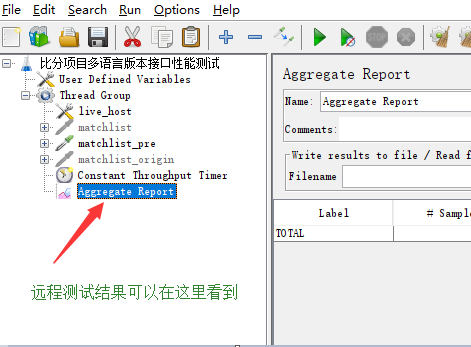 File Edit Search Run Options Help
比分项目多语言版本接口性能测试
User Defined Variables
Thread Group
live_host
matchlist
matchlist_pre
matchlist_origin
Constant Throughput Timer
Aggregate Report
远程测试结果可以在这里看到
Aggregate Report
Name: Aggregate Report
Comments:
Write results to file / Read f
Filename
Label # Sampl
TOTAL
STOP